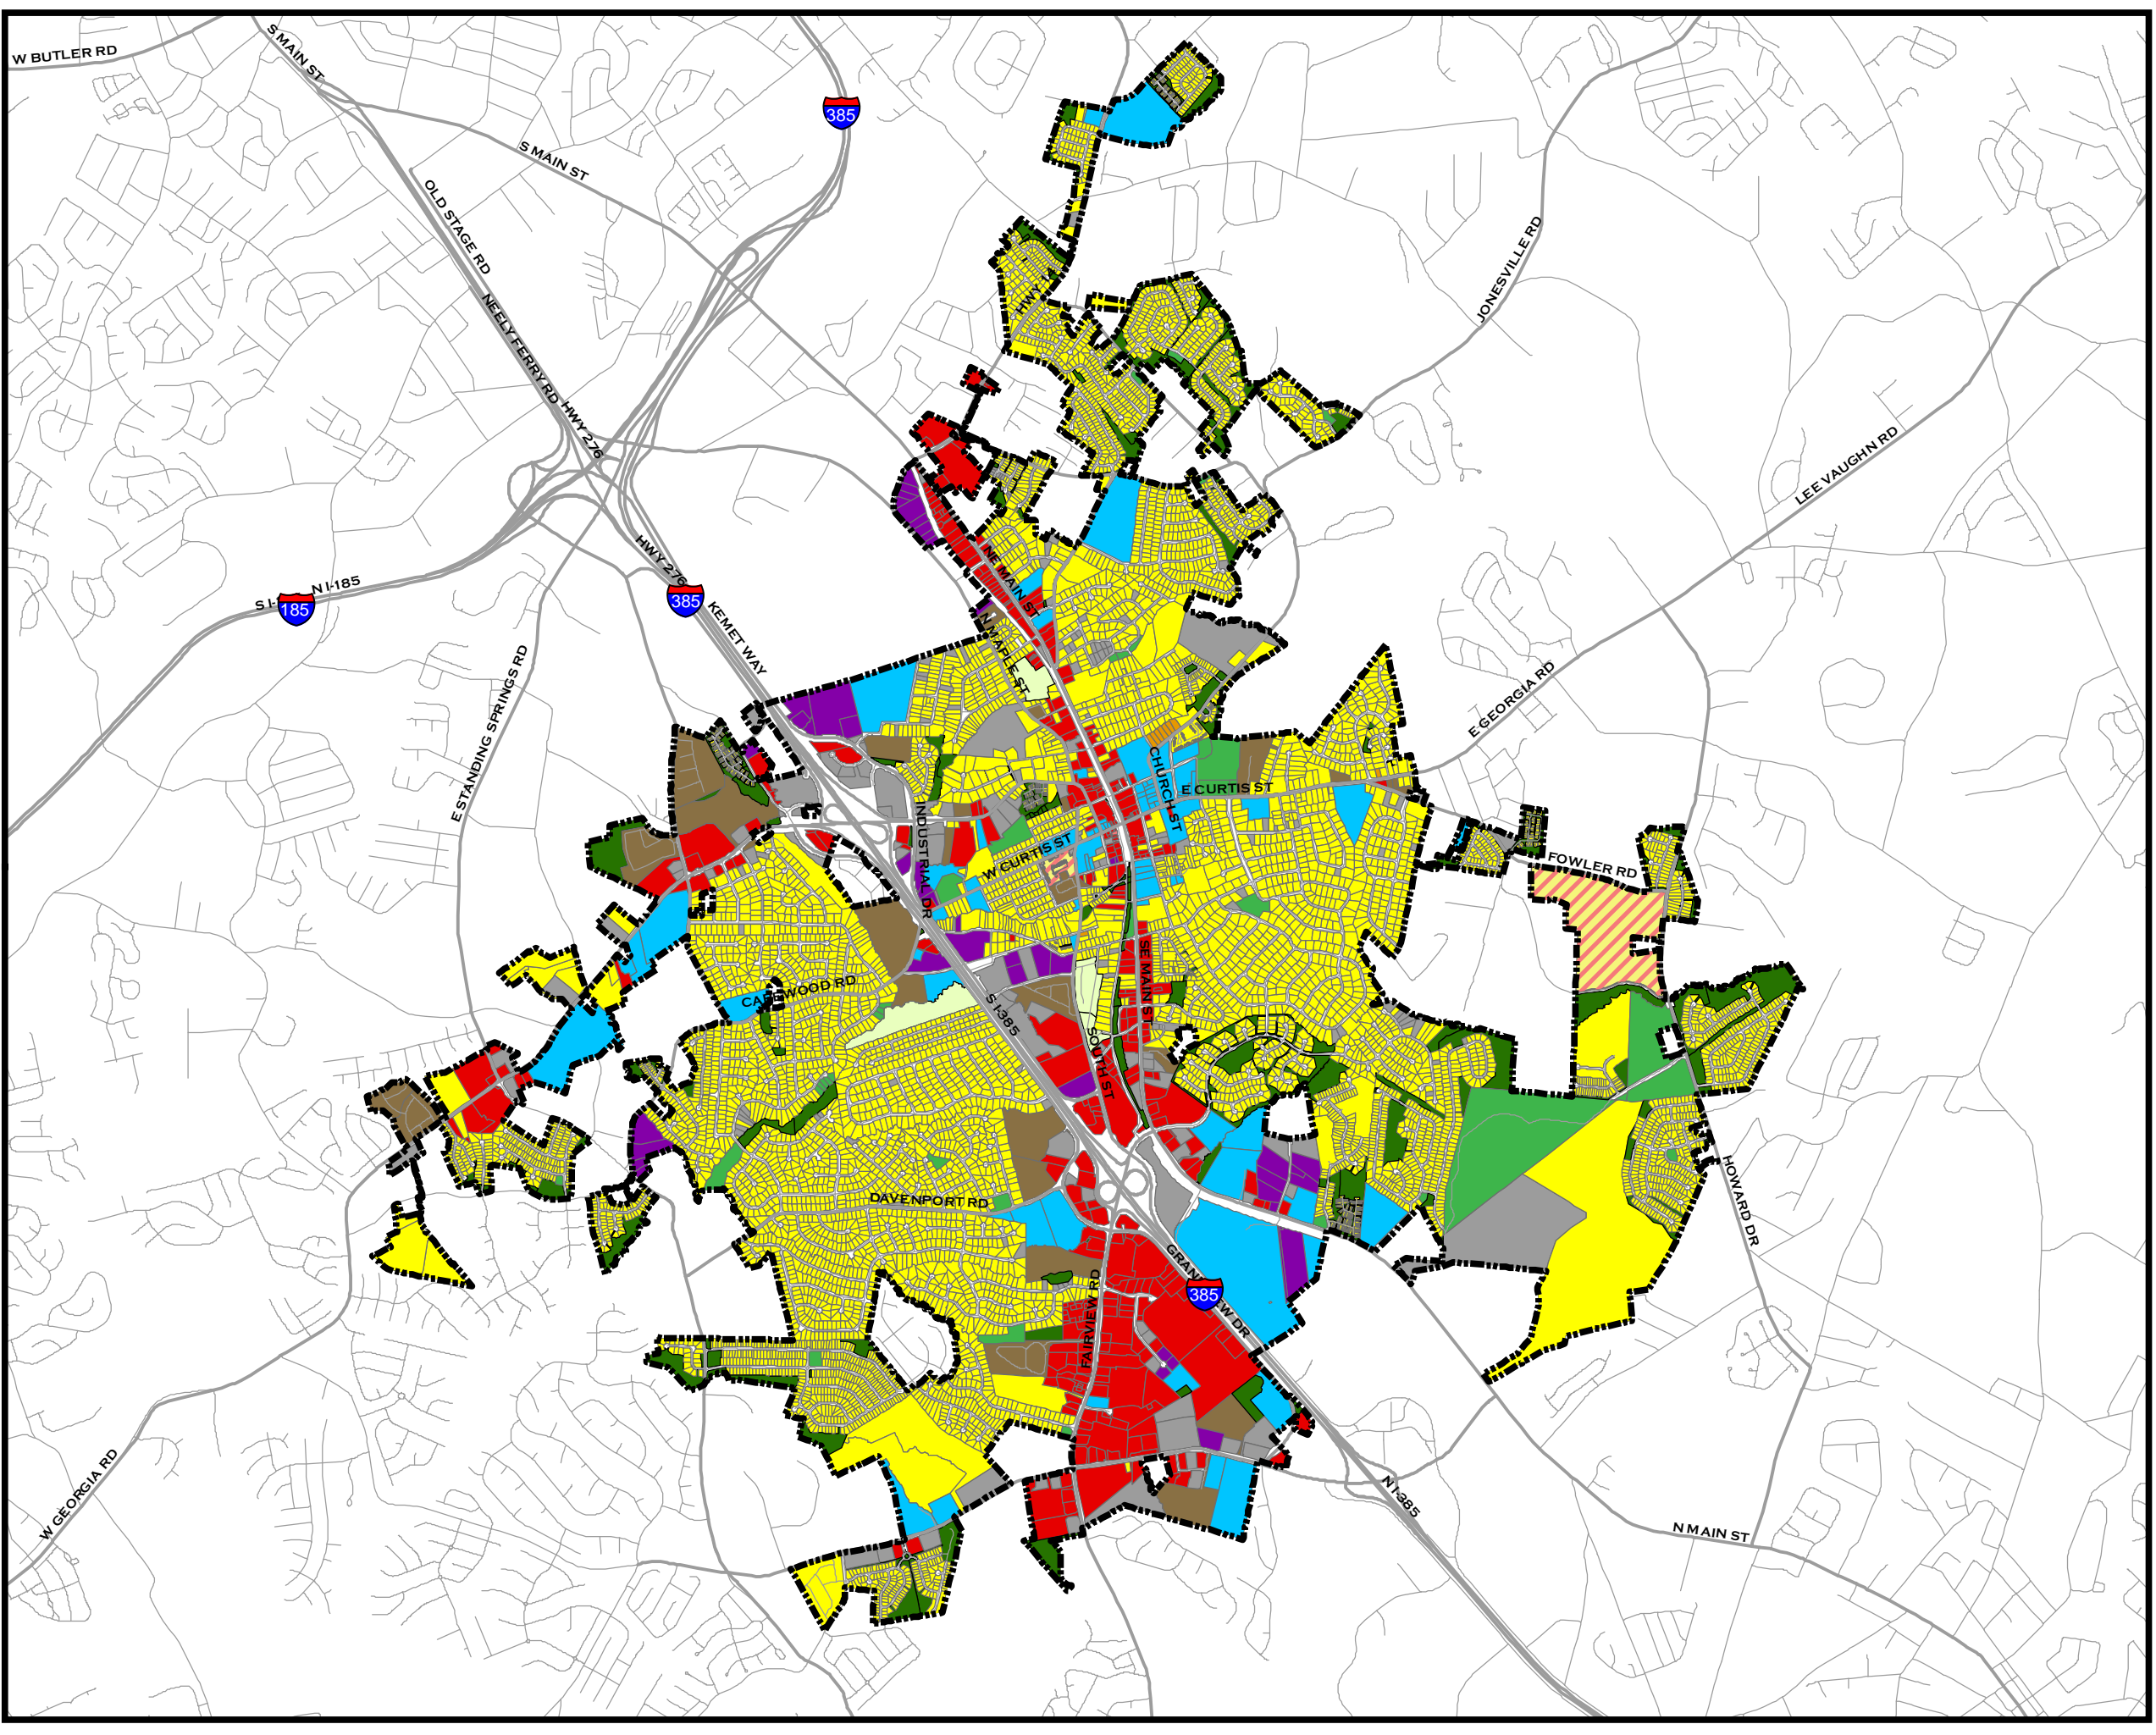 W BUTLER RD
S MAIN ST
385
S MAIN ST
OLD STAGE RD
JONESVILLE RD
NEELY FERRY RD
HWY 276
LEE VAUGHN RD
HWY 276
NE MAIN ST
N I-185
185
385
KEMET WAY
N MAPLE ST
E STANDING SPRINGS RD
E GEORGIA RD
CHURCH ST
E CURTIS ST
INDUSTRIAL DR
W CURTIS ST
FOWLER RD
SE MAIN ST
S I-385
SOUTH ST
DAVENPORT RD
HOWARD DR
FAIRVIEW RD
385
W GEORGIA RD
N I-385
N MAIN ST